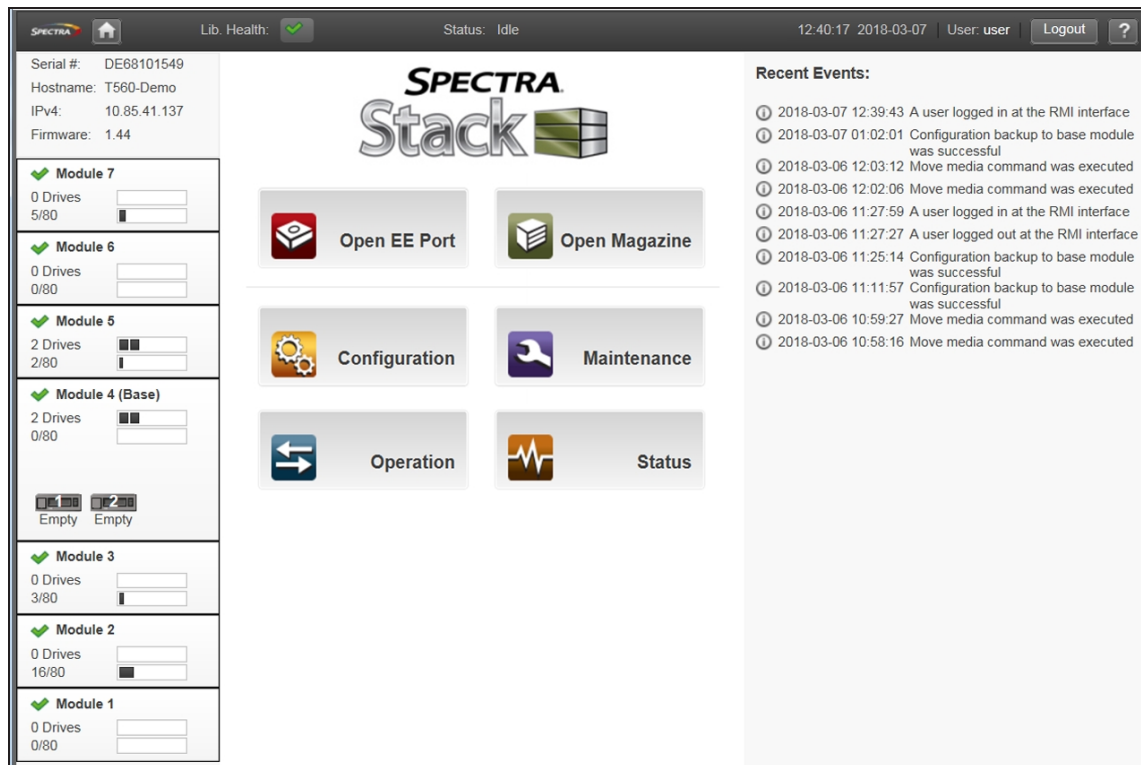 SPECTRA
Lib. Health:
Status: Idle
12:40:17 2018-03-07
User: user
Logout
?
Serial #: DE68101549
Hostname: T560-Demo
IPv4: 10.85.41.137
Firmware: 1.44
Module 7
0 Drives
5/80
Module 6
0 Drives
0/80
Module 5
2 Drives
2/80
Module 4 (Base)
2 Drives
0/80
1 2
Empty Empty
Module 3
0 Drives
3/80
Module 2
0 Drives
16/80
Module 1
0 Drives
0/80
SPECTRA
Stack
Open EE Port
Open Magazine
Configuration
Maintenance
Operation
Status
Recent Events:
2018-03-07 12:39:43 A user logged in at the RMI interface
2018-03-07 01:02:01 Configuration backup to base module
was successful
2018-03-06 12:03:12 Move media command was executed
2018-03-06 12:02:06 Move media command was executed
2018-03-06 11:27:59 A user logged in at the RMI interface
2018-03-06 11:27:27 A user logged out at the RMI interface
2018-03-06 11:25:14 Configuration backup to base module
was successful
2018-03-06 11:11:57 Configuration backup to base module
was successful
2018-03-06 10:59:27 Move media command was executed
2018-03-06 10:58:16 Move media command was executed